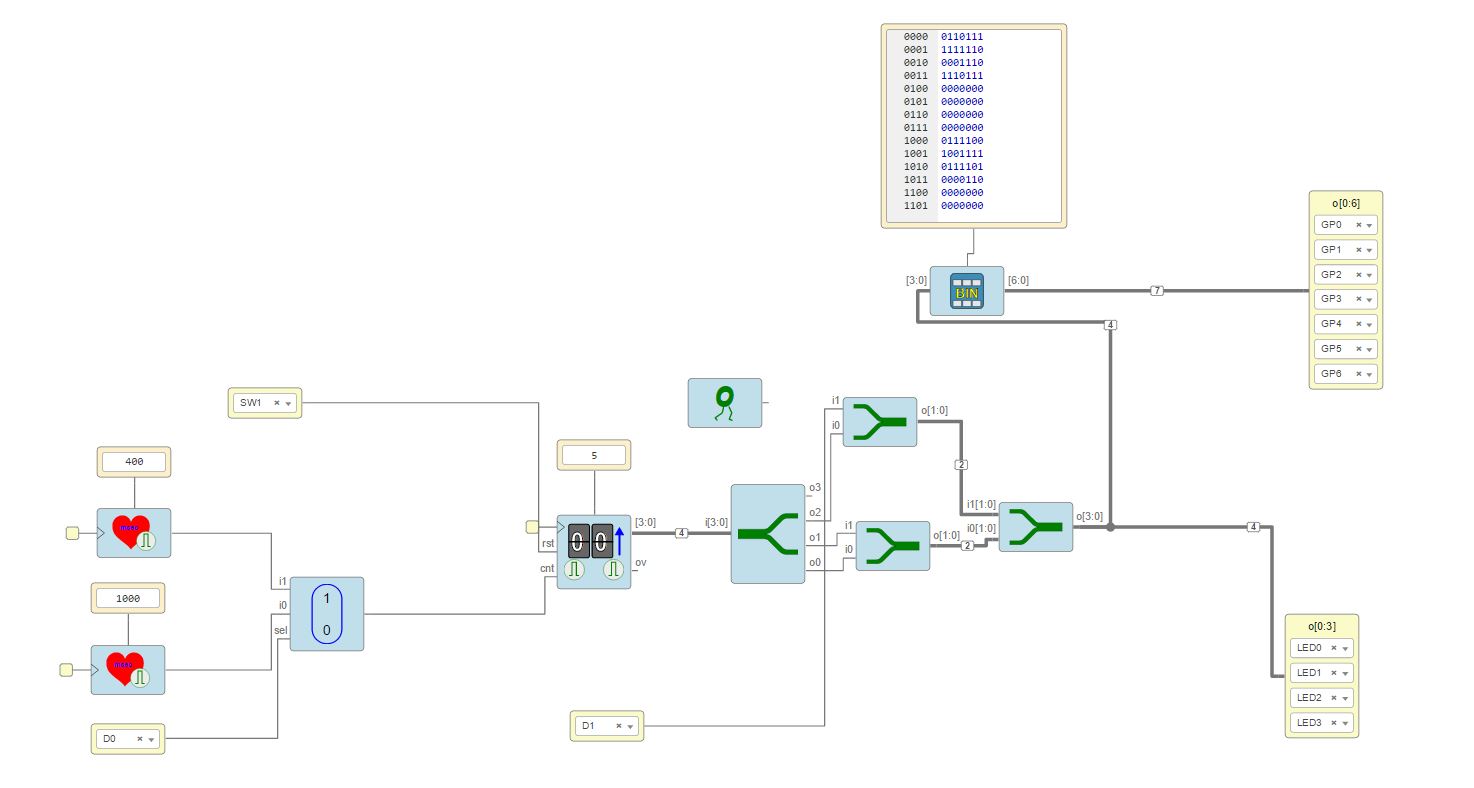 0000 0110111
0001 1111110
0010 0001110
0011 1110111
0100 0000000
0101 0000000
0110 0000000
0111 0000000
1000 0111100
1001 1001111
1010 0111101
1011 0000110
1100 0000000
1101 0000000
o[0:6]
GP0
GP1
GP2
GP3
GP4
GP5
GP6
[3:0]
BIN
[6:0]
7
4
SW1
400
1000
D0
i1
i0
sel
1
0
5
rst
cnt
0 0
[3:0]
ov
4
i[3:0]
o3
o2
o1
o0
D1
i1
i0
o[1:0]
2
i1
i0
o[1:0]
2
i1[1:0]
i0[1:0]
o[3:0]
4
o[0:3]
LED0
LED1
LED2
LED3